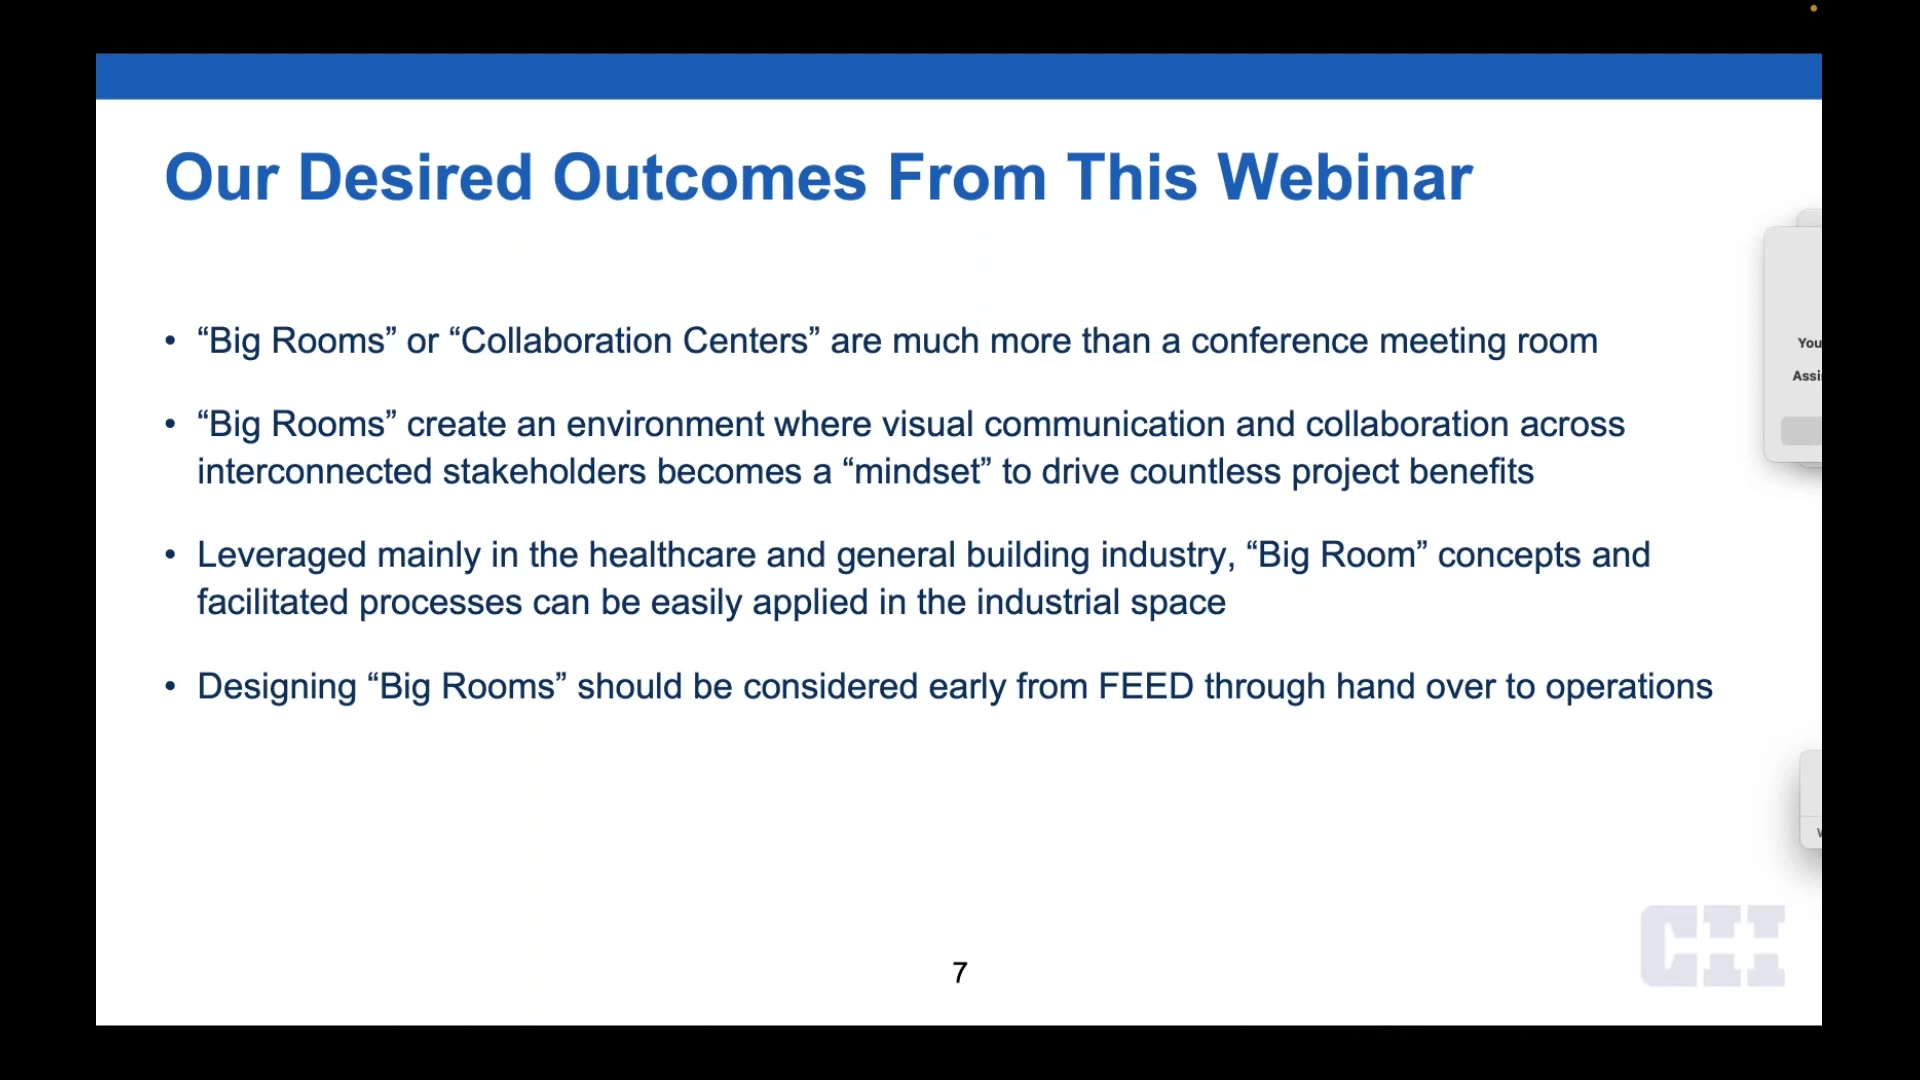 Our Desired Outcomes From This Webinar
• “Big Rooms” or “Collaboration Centers” are much more than a conference meeting room
• “Big Rooms” create an environment where visual communication and collaboration across
interconnected stakeholders becomes a “mindset” to drive countless project benefits
• Leveraged mainly in the healthcare and general building industry, “Big Room” concepts and
facilitated processes can be easily applied in the industrial space
• Designing “Big Rooms” should be considered early from FEED through hand over to operations
You
Assi
7
CII